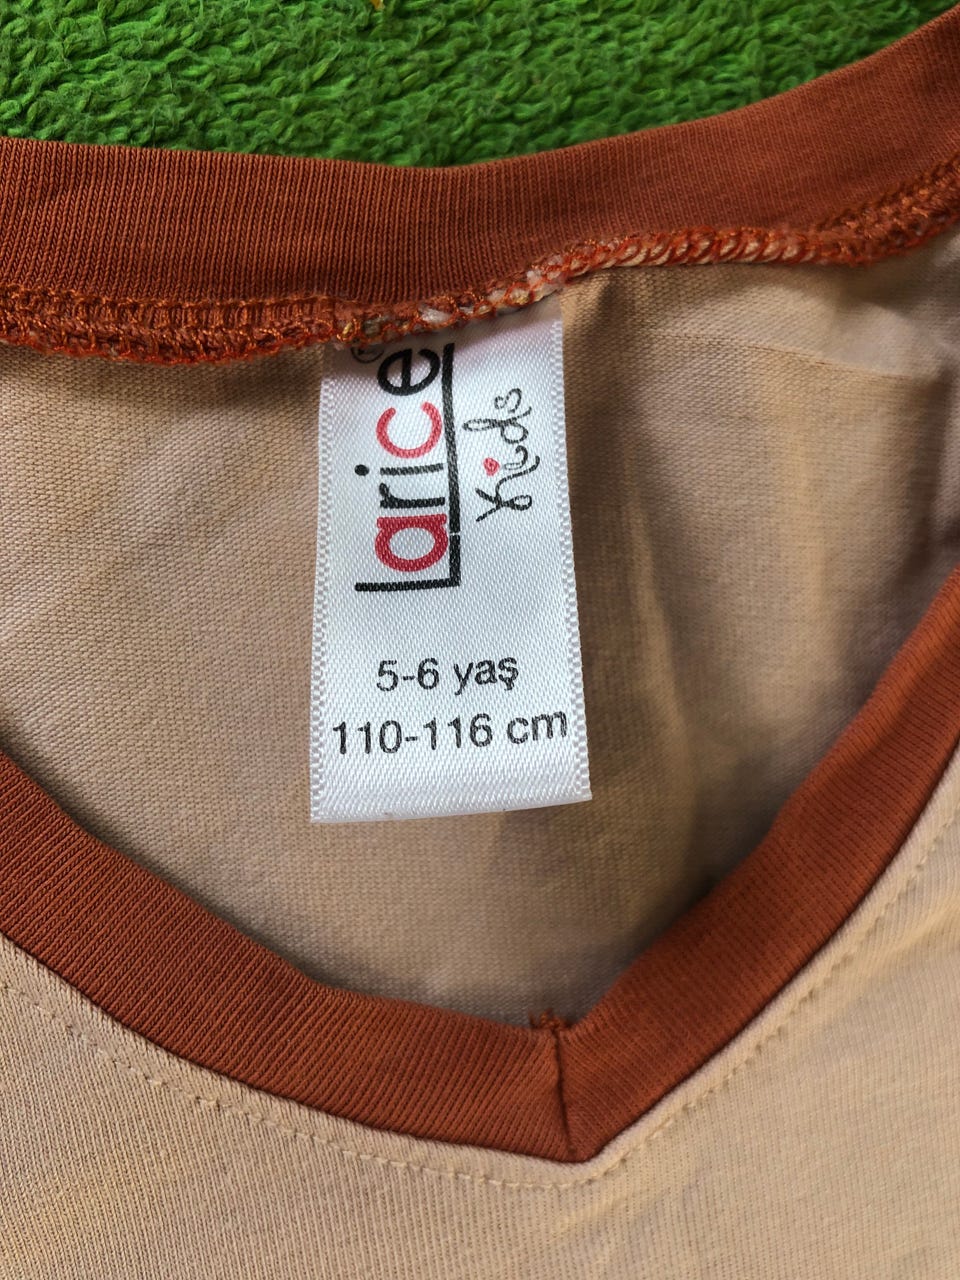 Larice
Kids
5-6 yaş
110-116 cm